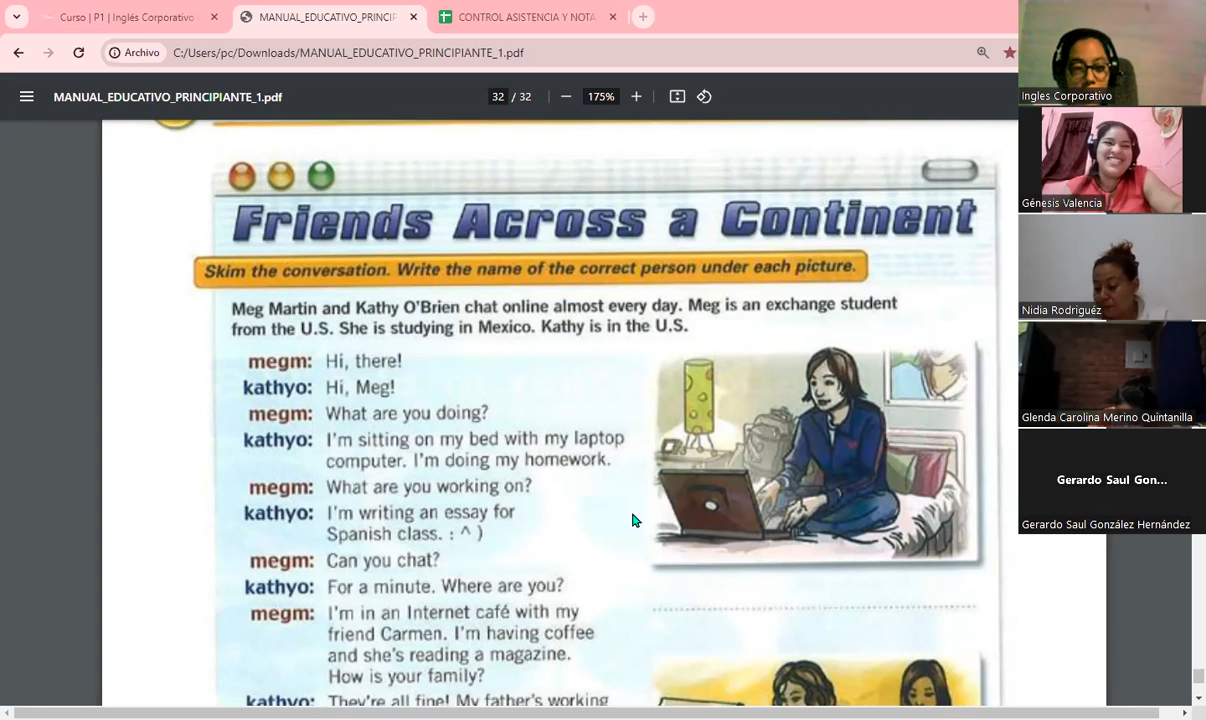 Curso | P1 | Inglés Corporativo
MANUAL_EDUCATIVO_PRINCIP
CONTROL ASISTENCIA Y NOTA
Archivo
C:/Users/pc/Downloads/MANUAL_EDUCATIVO_PRINCIPIANTE_1.pdf
MANUAL_EDUCATIVO_PRINCIPIANTE_1.pdf
32 / 32
175%
Friends Across a Continent
Skim the conversation. Write the name of the correct person under each picture.
Meg Martin and Kathy O'Brien chat online almost every day. Meg is an exchange student
from the U.S. She is studying in Mexico. Kathy is in the U.S.
megm: Hi, there!
kathyo: Hi, Meg!
megm: What are you doing?
kathyo: I'm sitting on my bed with my laptop
computer. I'm doing my homework.
megm: What are you working on?
kathyo: I'm writing an essay for
Spanish class. : ^ )
megm: Can you chat?
kathyo: For a minute. Where are you?
megm: I'm in an Internet café with my
friend Carmen. I'm having coffee
and she's reading a magazine.
How is your family?
kathyo: They're all fine! My father's working
Ingles Corporativo
Génesis Valencia
Nidia Rodriguéz
Glenda Carolina Merino Quintanilla
Gerardo Saul Gon...
Gerardo Saul González Hernández